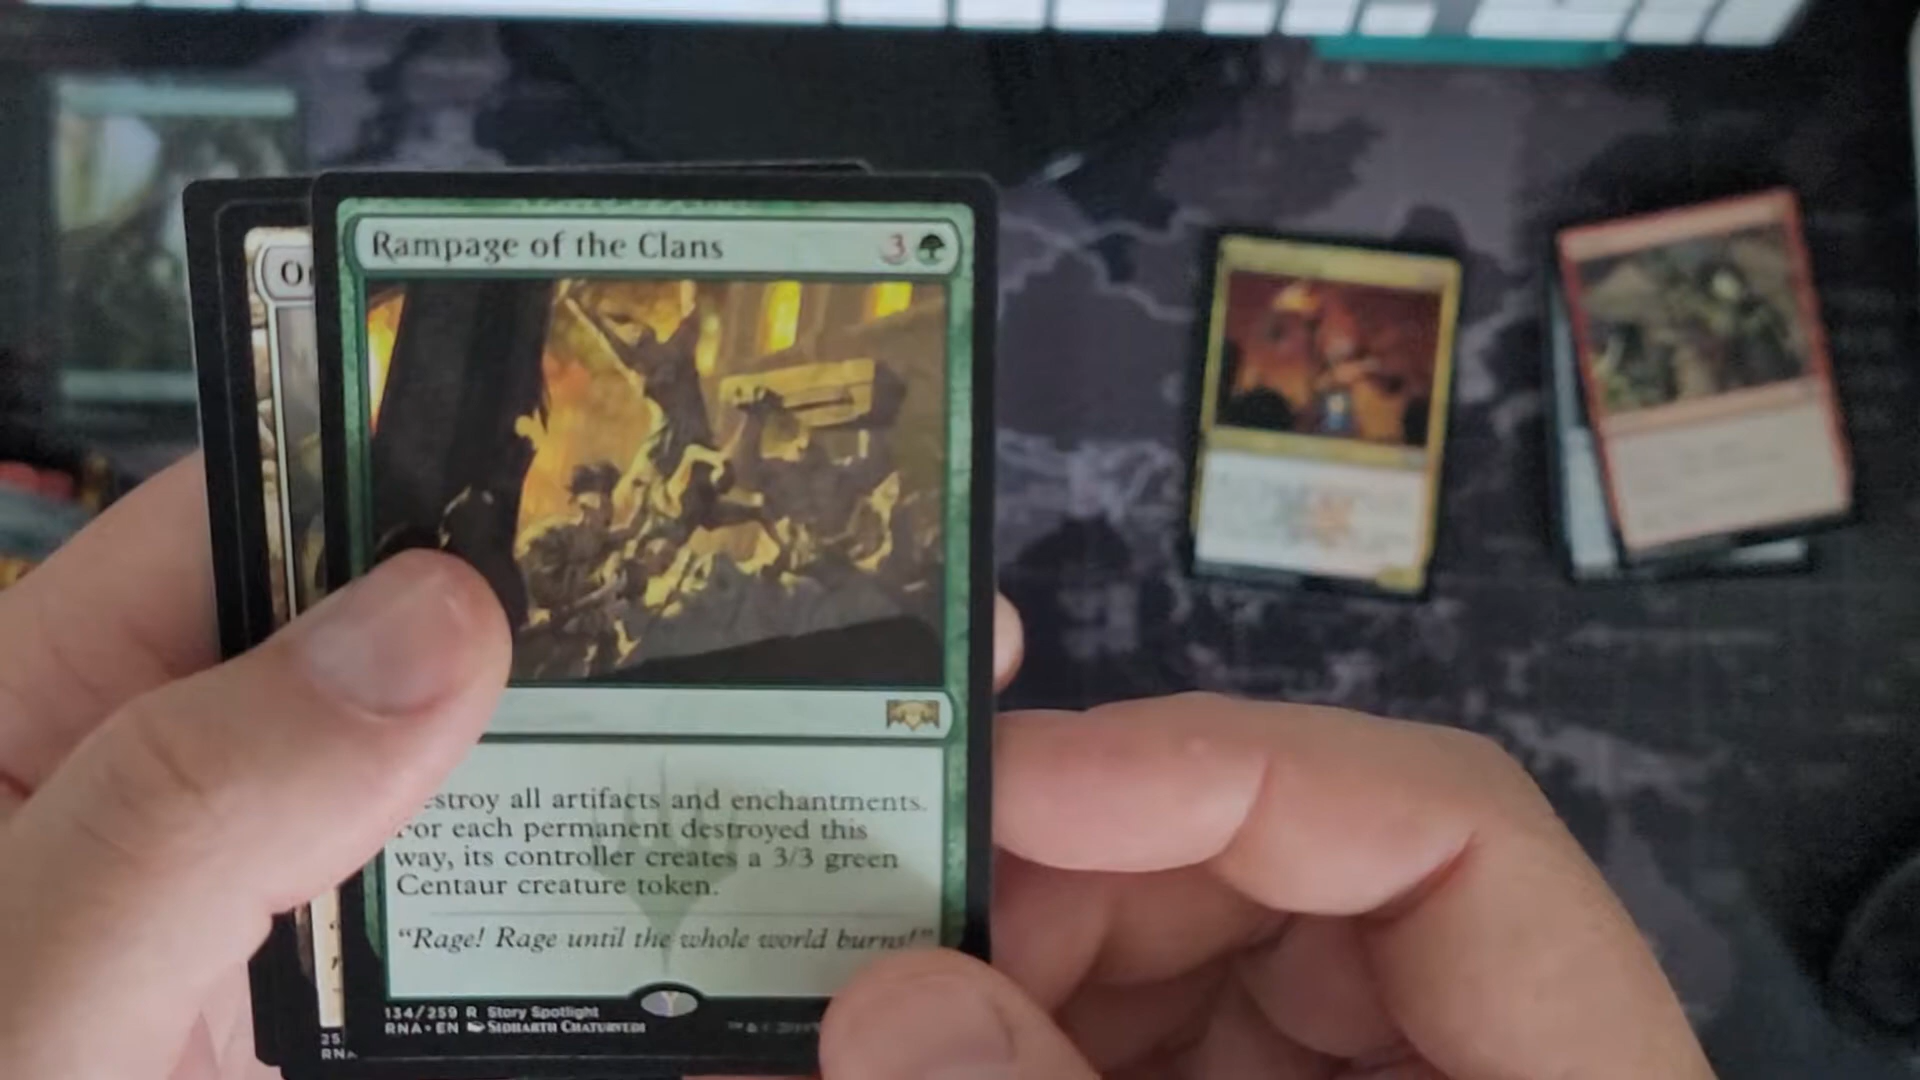 Rampage of the Clans 3
estroy all artifacts and enchantments.
For each permanent destroyed this
way, its controller creates a 3/3 green
Centaur creature token.
"Rage! Rage until the whole world burns!"
134/259 R Story Spotlight
RNA • EN SIDHARTH CHATURVEDI
25
RNA